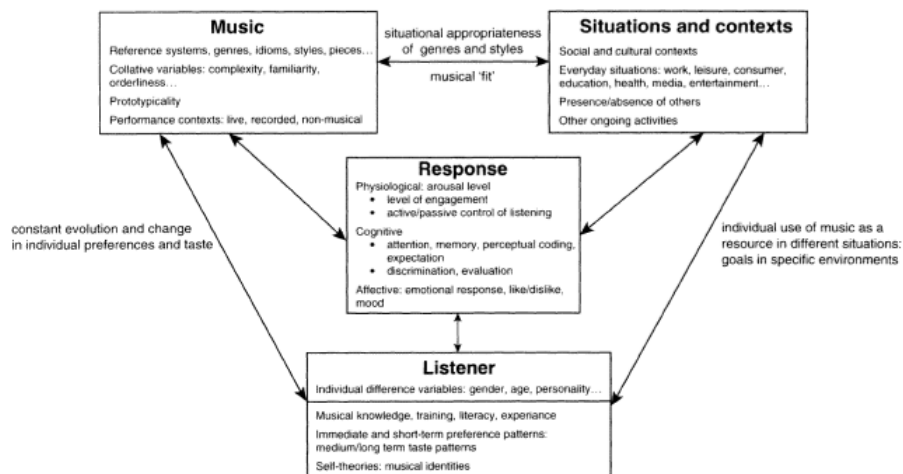 Music
Reference systems, genres, idioms, styles, pieces...
Collative variables: complexity, familiarity,
orderliness...
Prototypicality
Performance contexts: live, recorded, non-musical
situational appropriateness
of genres and styles
musical 'fit'
Situations and contexts
Social and cultural contexts
Everyday situations: work, leisure, consumer,
education, health, media, entertainment...
Presence/absence of others
Other ongoing activities
Response
Physiological: arousal level
• level of engagement
• active/passive control of listening
Cognitive
• attention, memory, perceptual coding,
expectation
• discrimination, evaluation
Affective: emotional response, like/dislike,
mood
constant evolution and change
in individual preferences and taste
individual use of music as a
resource in different situations:
goals in specific environments
Listener
Individual difference variables: gender, age, personality...
Musical knowledge, training, literacy, experiance
Immediate and short-term preference patterns:
medium/long term taste patterns
Self-theories: musical identities